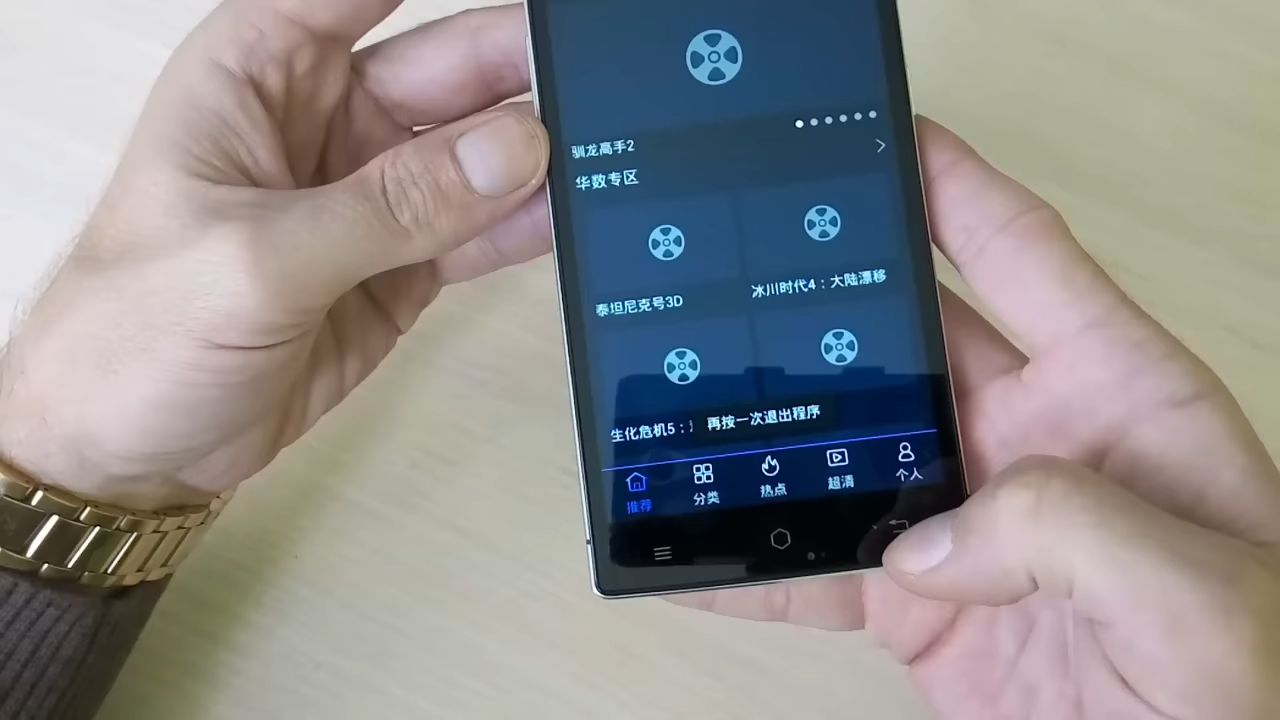 驯龙高手2
华数专区
泰坦尼克号3D
冰川时代4：大陆漂移
生化危机5：
再按一次退出程序
推荐
分类
热点
超清
个人